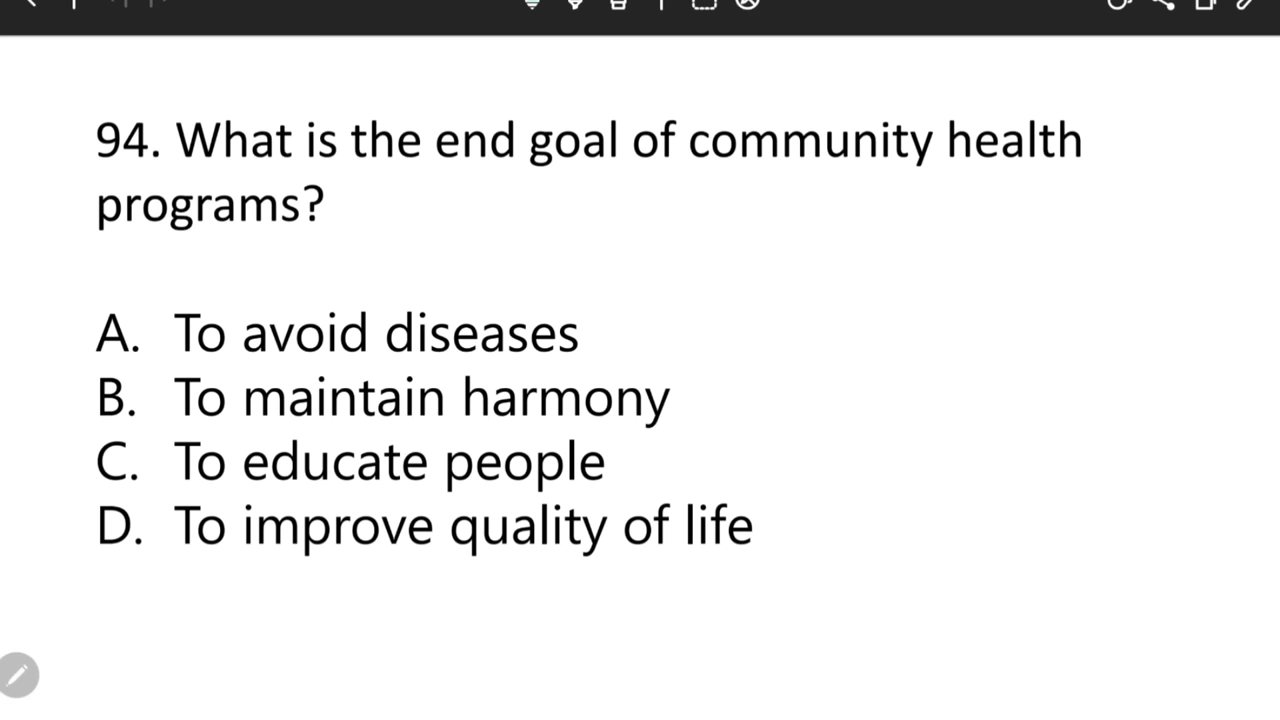 94. What is the end goal of community health
programs?
A. To avoid diseases
B. To maintain harmony
C. To educate people
D. To improve quality of life